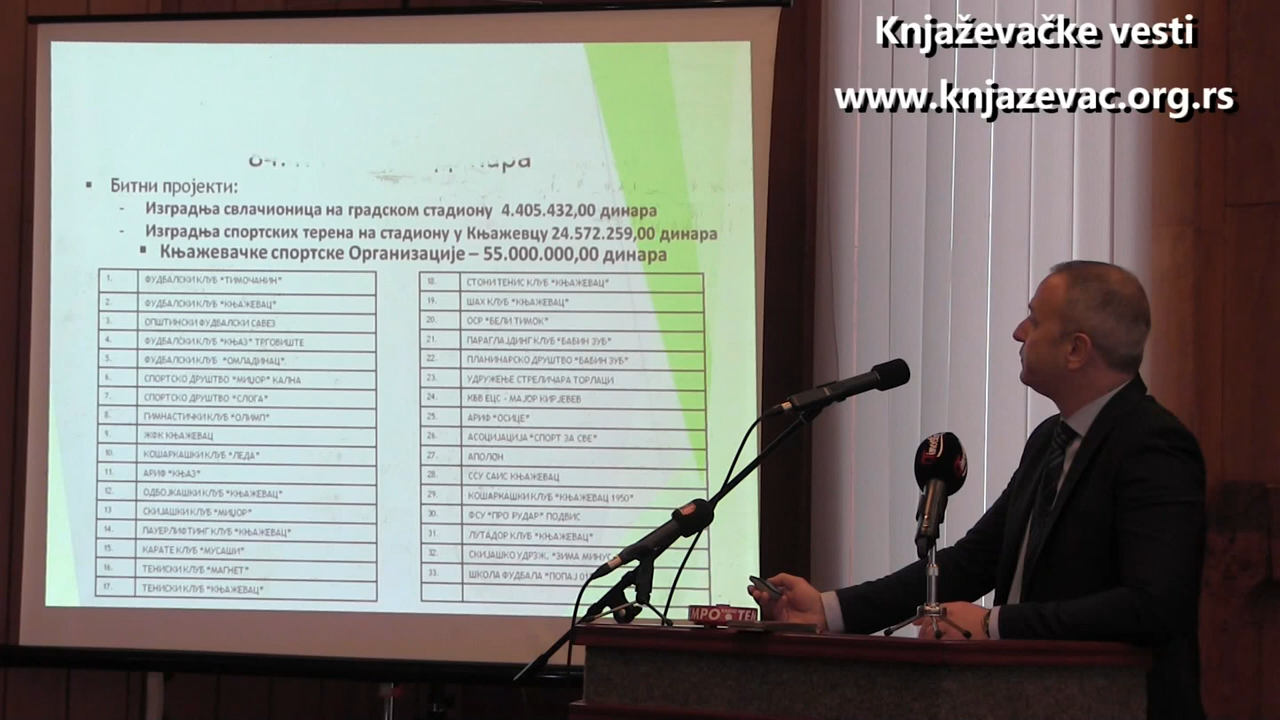 Knjaževačke vesti
www.knjazevac.org.rs
▪ Битни пројекти:
- Изградња свлачионица на градском стадиону 4.405.432,00 динара
- Изградња спортских терена на стадиону у Књажевцу 24.572.259,00 динара
▪ Књажевачке спортске Организације – 55.000.000,00 динара
1. ФУДБАЛСКИ КЛУБ "ТИМОЧАНИН"
2. ФУДБАЛСКИ КЛУБ "КЊАЖЕВАЦ"
3. ОПШТИНСКИ ФУДБАЛСКИ САВЕЗ
4. ФУДБАЛСКИ КЛУБ "КЊАЗ" ТРГОВИШТЕ
5. ФУДБАЛСКИ КЛУБ "ОМЛАДИНАЦ"
6. СПОРТСКО ДРУШТВО "МИЏОР" КАЛНА
7. СПОРТСКО ДРУШТВО "СЛОГА"
8. ГИМНАСТИЧКИ КЛУБ "ОЛИМП"
9. ЖФК КЊАЖЕВАЦ
10. КОШАРКАШКИ КЛУБ "ЛЕДА"
11. АРИФ "КЊАЗ"
12. ОДБОЈКАШКИ КЛУБ "КЊАЖЕВАЦ"
13 СКИЈАШКИ КЛУБ "МИЏОР"
14. ПАУЕРЛИФТИНГ КЛУБ "КЊАЖЕВАЦ"
15. КАРАТЕ КЛУБ "МУСАШИ"
16. ТЕНИСКИ КЛУБ "МАГНЕТ"
17. ТЕНИСКИ КЛУБ "КЊАЖЕВАЦ"
18. СТОНИ ТЕНИС КЛУБ "КЊАЖЕВАЦ"
19. ШАХ КЛУБ "КЊАЖЕВАЦ"
20. ОСР "БЕЛИ ТИМОК"
21. ПАРАГЛАЈДИНГ КЛУБ "БАБИН ЗУБ"
22. ПЛАНИНАРСКО ДРУШТВО "БАБИН ЗУБ"
23. УДРУЖЕЊЕ СТРЕЛИЧАРА ТОРЛАЦИ
24. КБВ ЕЦС - МАЈОР КИРЈЕВЕВ
25. АРИФ "ОСИЦЕ"
26. АСОЦИЈАЦИЈА "СПОРТ ЗА СВЕ"
27. АПОЛОН
28. ССУ САИС КЊАЖЕВАЦ
29. КОШАРКАШКИ КЛУБ "КЊАЖЕВАЦ 1950"
30. ФСУ "ПРО РУДАР" ПОДВИС
31. ЛУТАДОР КЛУБ "КЊАЖЕВАЦ"
32. СКИЈАШКО УДРЗЖ. "ЗИМА МИНУС
33. ШКОЛА ФУДБАЛА "ПОПАЈ 01